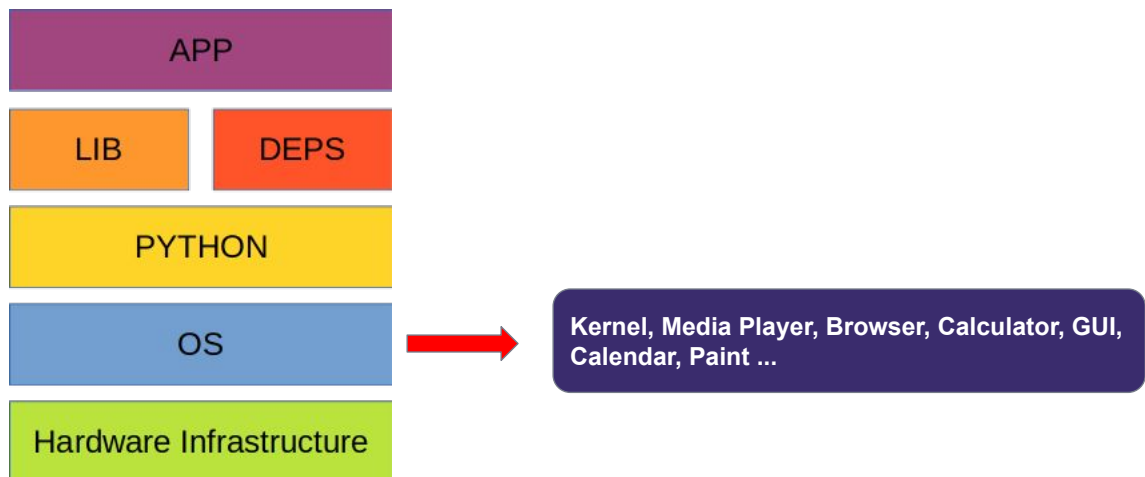 APP
LIB
DEPS
PYTHON
OS
Kernel, Media Player, Browser, Calculator, GUI,
Calendar, Paint ...
Hardware Infrastructure